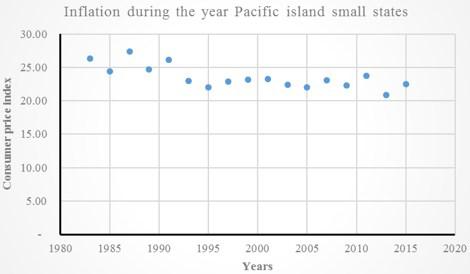 Inflation during the year Pacific island small states
Consumer price index
30.00
25.00
20.00
15.00
10.00
5.00
-
1980 1985 1990 1995 2000 2005 2010 2015 2020
Years